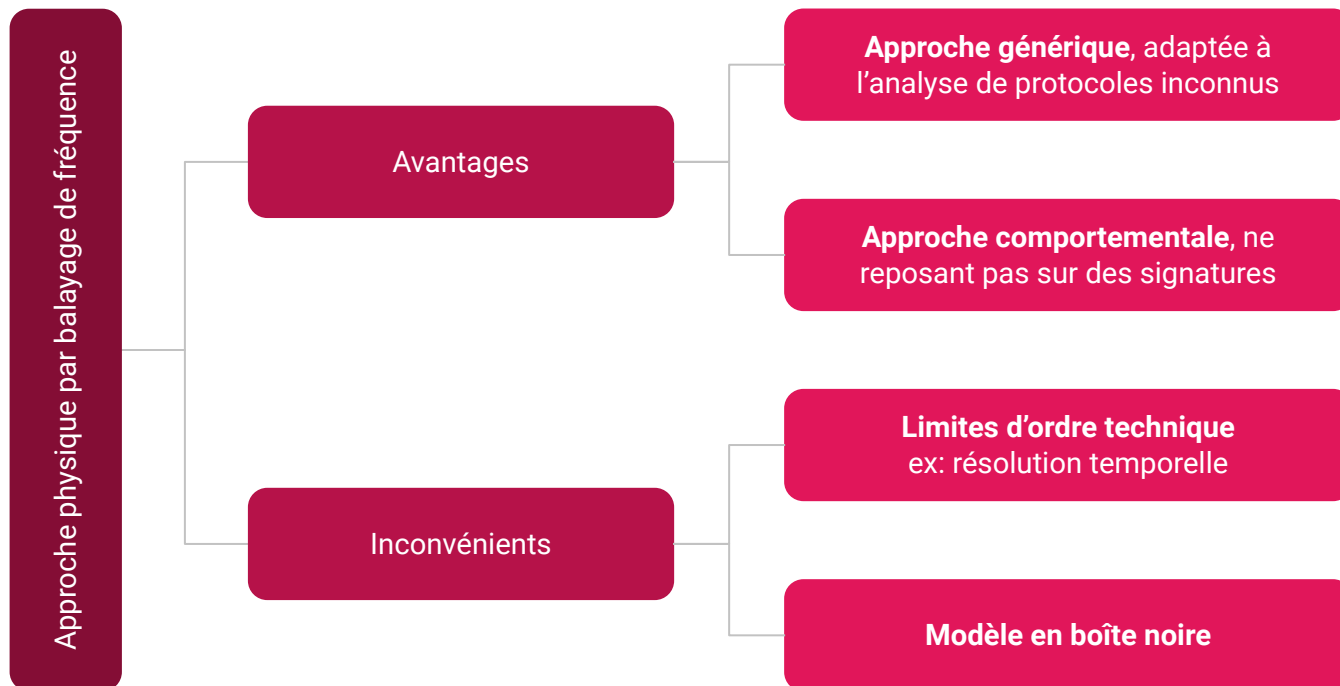 Approche physique par balayage de fréquence
Avantages
Approche générique, adaptée à
l’analyse de protocoles inconnus
Approche comportementale, ne
reposant pas sur des signatures
Inconvénients
Limites d’ordre technique
ex: résolution temporelle
Modèle en boîte noire